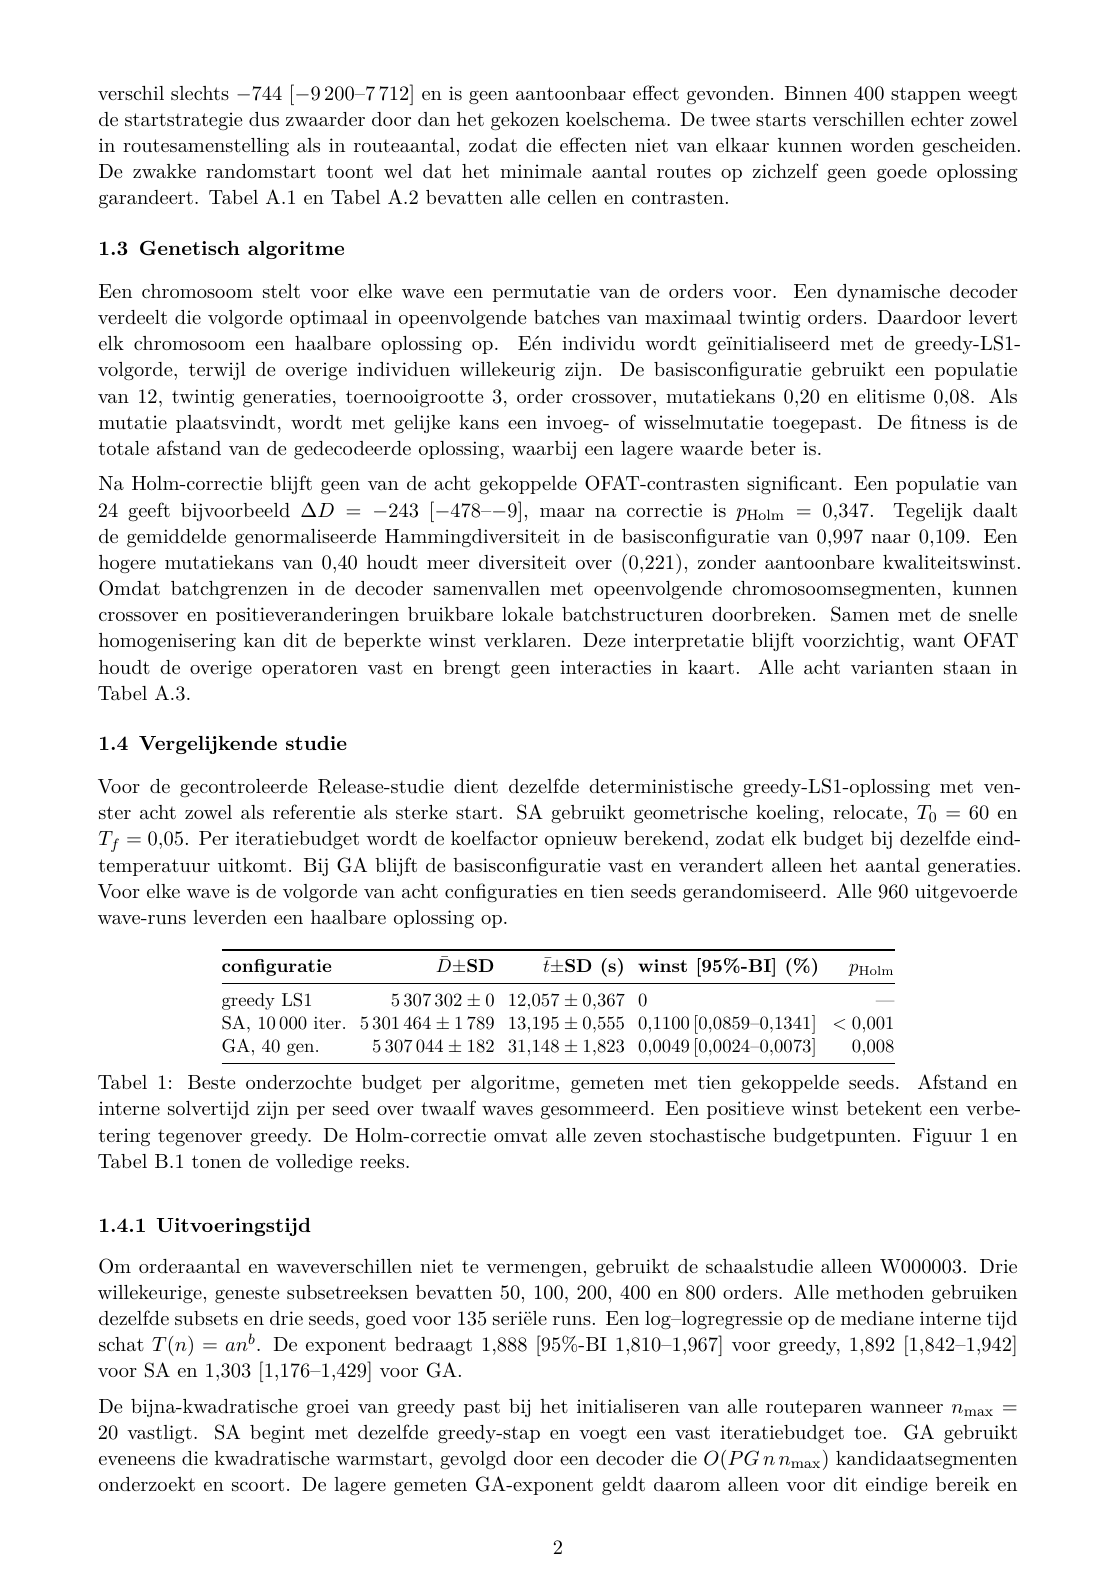 verschil slechts −744 [−9 200–7 712] en is geen aantoonbaar effect gevonden. Binnen 400 stappen weegt
de startstrategie dus zwaarder door dan het gekozen koelschema. De twee starts verschillen echter zowel
in routesamenstelling als in routeaantal, zodat die effecten niet van elkaar kunnen worden gescheiden.
De zwakke randomstart toont wel dat het minimale aantal routes op zichzelf geen goede oplossing
garandeert. Tabel A.1 en Tabel A.2 bevatten alle cellen en contrasten.
1.3 Genetisch algoritme
Een chromosoom stelt voor elke wave een permutatie van de orders voor. Een dynamische decoder
verdeelt die volgorde optimaal in opeenvolgende batches van maximaal twintig orders. Daardoor levert
elk chromosoom een haalbare oplossing op. Eén individu wordt geïnitialiseerd met de greedy-LS1-
volgorde, terwijl de overige individuen willekeurig zijn. De basisconfiguratie gebruikt een populatie
van 12, twintig generaties, toernooigrootte 3, order crossover, mutatiekans 0,20 en elitisme 0,08. Als
mutatie plaatsvindt, wordt met gelijke kans een invoeg- of wisselmutatie toegepast. De fitness is de
totale afstand van de gedecodeerde oplossing, waarbij een lagere waarde beter is.
Na Holm-correctie blijft geen van de acht gekoppelde OFAT-contrasten significant. Een populatie van
24 geeft bijvoorbeeld ΔD = −243 [−478–−9], maar na correctie is pHolm = 0,347. Tegelijk daalt
de gemiddelde genormaliseerde Hammingdiversiteit in de basisconfiguratie van 0,997 naar 0,109. Een
hogere mutatiekans van 0,40 houdt meer diversiteit over (0,221), zonder aantoonbare kwaliteitswinst.
Omdat batchgrenzen in de decoder samenvallen met opeenvolgende chromosoomsegmenten, kunnen
crossover en positieveranderingen bruikbare lokale batchstructuren doorbreken. Samen met de snelle
homogenisering kan dit de beperkte winst verklaren. Deze interpretatie blijft voorzichtig, want OFAT
houdt de overige operatoren vast en brengt geen interacties in kaart. Alle acht varianten staan in
Tabel A.3.
1.4 Vergelijkende studie
Voor de gecontroleerde Release-studie dient dezelfde deterministische greedy-LS1-oplossing met ven-
ster acht zowel als referentie als sterke start. SA gebruikt geometrische koeling, relocate, T0 = 60 en
Tf = 0,05. Per iteratiebudget wordt de koelfactor opnieuw berekend, zodat elk budget bij dezelfde eind-
temperatuur uitkomt. Bij GA blijft de basisconfiguratie vast en verandert alleen het aantal generaties.
Voor elke wave is de volgorde van acht configuraties en tien seeds gerandomiseerd. Alle 960 uitgevoerde
wave-runs leverden een haalbare oplossing op.
configuratie D̄±SD t̄±SD (s) winst [95%-BI] (%) pHolm
greedy LS1 5 307 302 ± 0 12,057 ± 0,367 0 —
SA, 10 000 iter. 5 301 464 ± 1 789 13,195 ± 0,555 0,1100 [0,0859–0,1341] < 0,001
GA, 40 gen. 5 307 044 ± 182 31,148 ± 1,823 0,0049 [0,0024–0,0073] 0,008
Tabel 1: Beste onderzochte budget per algoritme, gemeten met tien gekoppelde seeds. Afstand en
interne solvertijd zijn per seed over twaalf waves gesommeerd. Een positieve winst betekent een verbe-
tering tegenover greedy. De Holm-correctie omvat alle zeven stochastische budgetpunten. Figuur 1 en
Tabel B.1 tonen de volledige reeks.
1.4.1 Uitvoeringstijd
Om orderaantal en waveverschillen niet te vermengen, gebruikt de schaalstudie alleen W000003. Drie
willekeurige, geneste subsetreeksen bevatten 50, 100, 200, 400 en 800 orders. Alle methoden gebruiken
dezelfde subsets en drie seeds, goed voor 135 seriële runs. Een log–logregressie op de mediane interne tijd
schat T(n) = anᵇ. De exponent bedraagt 1,888 [95%-BI 1,810–1,967] voor greedy, 1,892 [1,842–1,942]
voor SA en 1,303 [1,176–1,429] voor GA.
De bijna-kwadratische groei van greedy past bij het initialiseren van alle routeparen wanneer nmax =
20 vastligt. SA begint met dezelfde greedy-stap en voegt een vast iteratiebudget toe. GA gebruikt
eveneens die kwadratische warmstart, gevolgd door een decoder die O(PG n nmax) kandidaatsegmenten
onderzoekt en scoort. De lagere gemeten GA-exponent geldt daarom alleen voor dit eindige bereik en
2